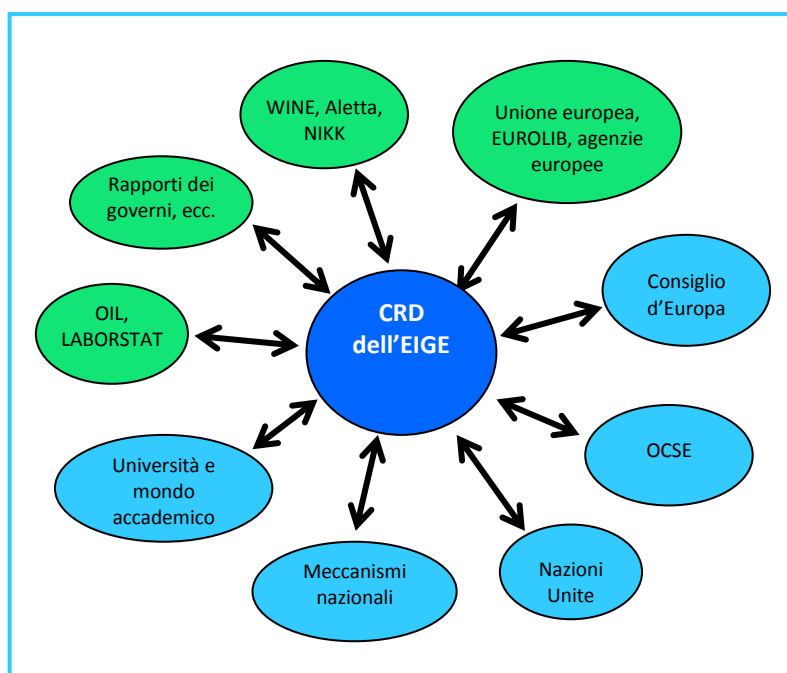 WINE, Aletta,
NIKK
Unione europea,
EUROLIB, agenzie
europee
Rapporti dei
governi, ecc.
Consiglio
d’Europa
CRD
dell’EIGE
OIL,
LABORSTAT
OCSE
Università e
mondo
accademico
Meccanismi
nazionali
Nazioni
Unite